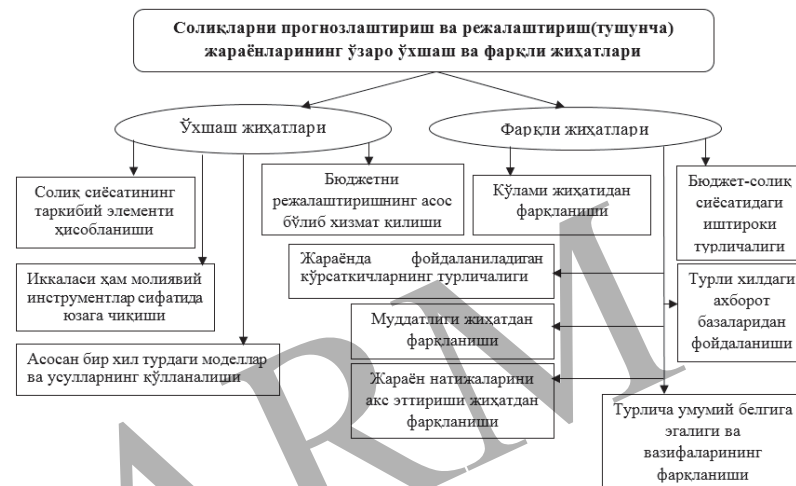 Солиқларни прогнозлаштириш ва режалаштириш(тушунча)
жараёнларининг ўзаро ўхшаш ва фарқли жиҳатлари
Ўхшаш жиҳатлари
Фарқли жиҳатлари
Солиқ сиёсатининг
таркибий элементи
ҳисобланиши
Бюджетни
режалаштиришнинг асос
бўлиб хизмат қилиши
Иккаласи ҳам молиявий
инструментлар сифатида
юзага чиқиши
Асосан бир хил турдаги моделлар
ва усулларнинг қўлланалиши
Кўлами жиҳатидан
фарқланиши
Бюджет-солиқ
сиёсатидаги
иштироки
турличалиги
Жараёнда фойдаланиладиган
кўрсаткичларнинг турличалиги
Турли хилдаги
ахборот
базаларидан
фойдаланиши
Муддатлиги жиҳатдан
фарқланиши
Жараён натижаларини
акс эттириши жиҳатдан
фарқланиши
Турлича умумий белгига
эгалиги ва
вазифаларининг
фарқланиши
ARM